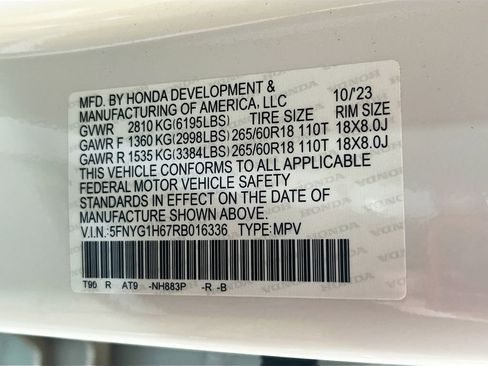 MFD. BY HONDA DEVELOPMENT & 10/'23
MANUFACTURING OF AMERICA, LLC
GVWR 2810 KG(6195LBS) TIRE SIZE RIM SIZE
GAWR F 1360 KG(2998LBS) 265/60R18 110T 18X8.0J
GAWR R 1535 KG(3384LBS) 265/60R18 110T 18X8.0J
THIS VEHICLE CONFORMS TO ALL APPLICABLE
FEDERAL MOTOR VEHICLE SAFETY
STANDARDS IN EFFECT ON THE DATE OF
MANUFACTURE SHOWN ABOVE.
V.I.N.:5FNYG1H67RB016336 TYPE:MPV
T90 R AT9 -NH883P -R -B